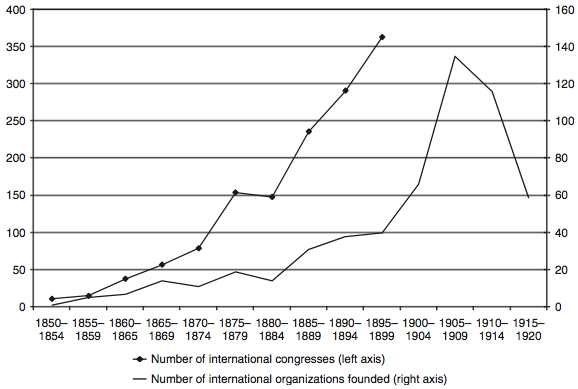 400 160
350 140
300 120
250 100
200 80
150 60
100 40
50 20
0 0
1850– 1855– 1860– 1865– 1870– 1875– 1880– 1885– 1890– 1895– 1900– 1905– 1910– 1915–
1854 1859 1865 1869 1874 1879 1884 1889 1894 1899 1904 1909 1914 1920
Number of international congresses (left axis)
Number of international organizations founded (right axis)